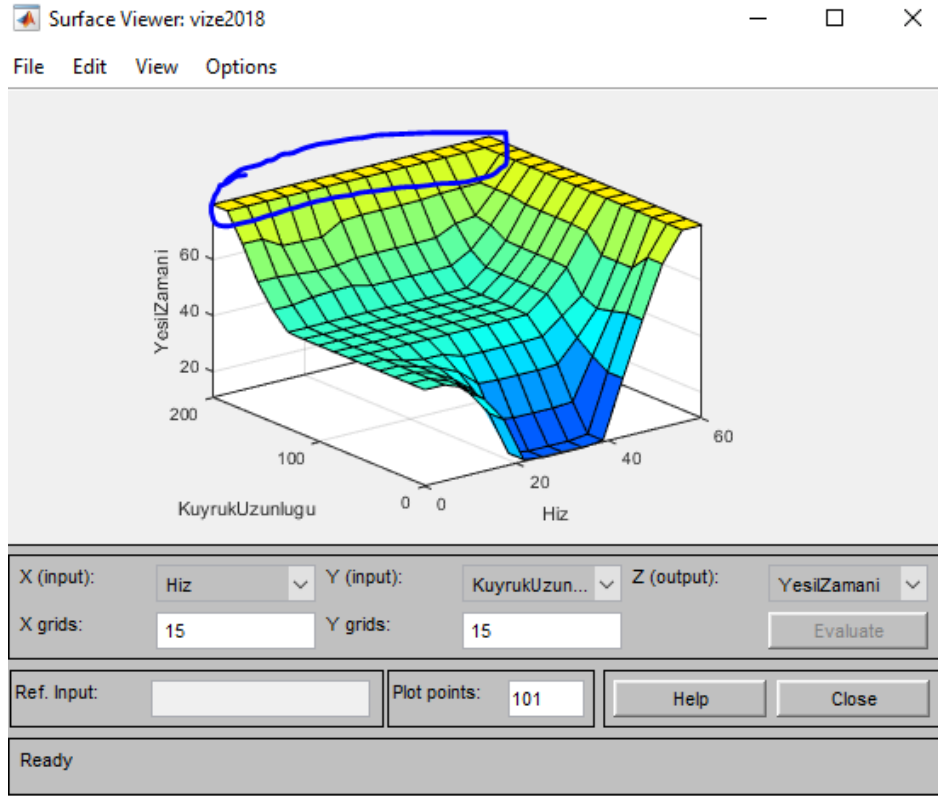 Surface Viewer: vize2018
File Edit View Options
YesilZamani
60
40
20
200
100
0
KuyrukUzunlugu
0
20
40
60
Hiz
X (input): Hiz Y (input): KuyrukUzun... Z (output): YesilZamani
X grids: 15 Y grids: 15 Evaluate
Ref. Input: Plot points: 101 Help Close
Ready